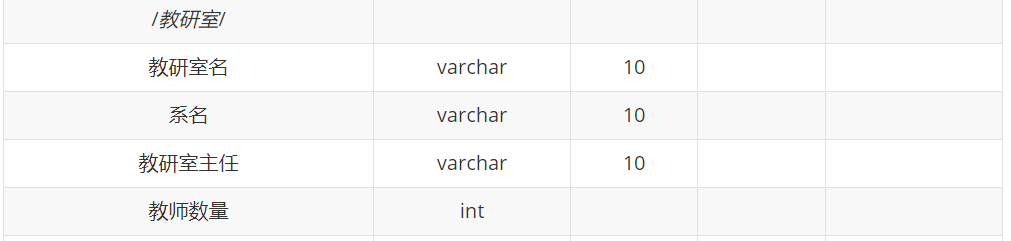 /教研室/
教研室名 varchar 10
系名 varchar 10
教研室主任 varchar 10
教师数量 int